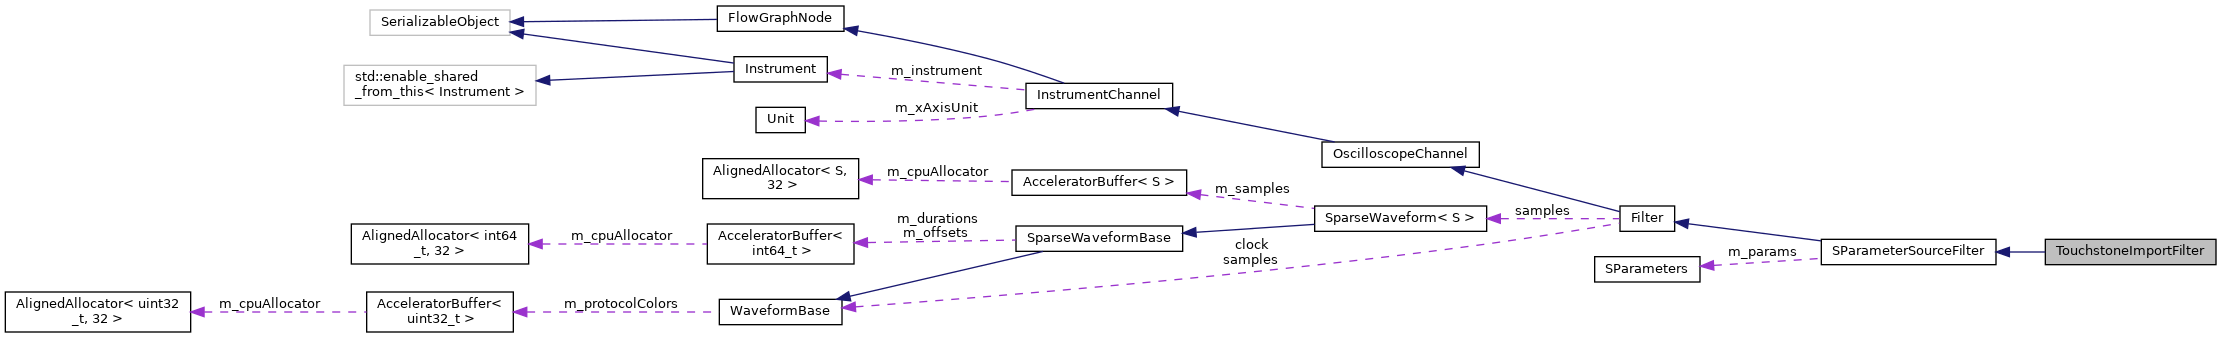 SerializableObject
FlowGraphNode
std::enable_shared
_from_this< Instrument >
Instrument
m_instrument
InstrumentChannel
Unit
m_xAxisUnit
OscilloscopeChannel
AlignedAllocator< S,
32 >
m_cpuAllocator
AcceleratorBuffer< S >
m_samples
SparseWaveform< S >
samples
Filter
AlignedAllocator< int64
_t, 32 >
m_cpuAllocator
AcceleratorBuffer<
int64_t >
m_durations
m_offsets
SparseWaveformBase
clock
samples
SParameters
m_params
SParameterSourceFilter
TouchstoneImportFilter
AlignedAllocator< uint32
_t, 32 >
m_cpuAllocator
AcceleratorBuffer<
uint32_t >
m_protocolColors
WaveformBase